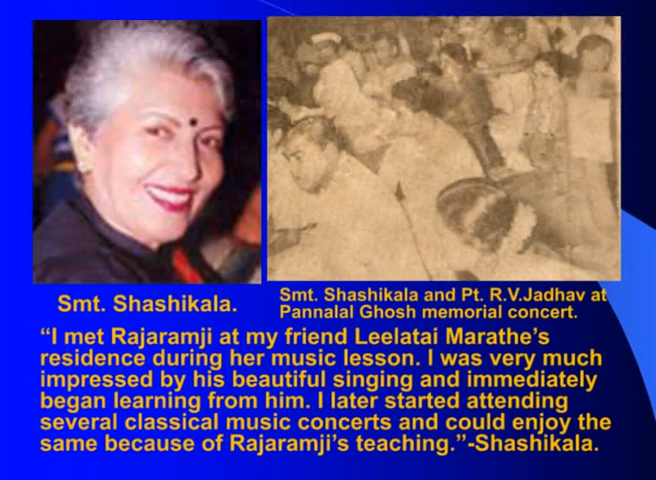 Smt. Shashikala.
Smt. Shashikala and Pt. R.V.Jadhav at
Pannalal Ghosh memorial concert.
“I met Rajaramji at my friend Leelatai Marathe’s
residence during her music lesson. I was very much
impressed by his beautiful singing and immediately
began learning from him. I later started attending
several classical music concerts and could enjoy the
same because of Rajaramji’s teaching.”-Shashikala.